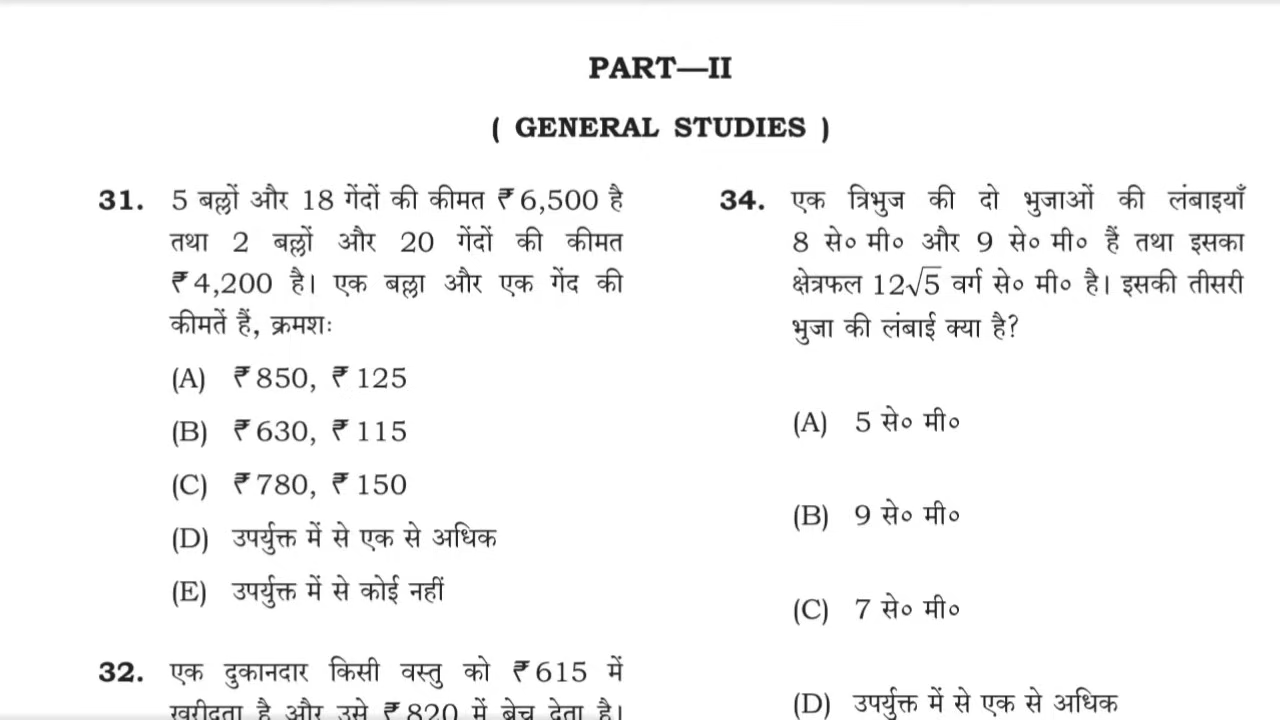 PART—II
( GENERAL STUDIES )
31. 5 बल्लों और 18 गेंदों की कीमत ₹ 6,500 है
तथा 2 बल्लों और 20 गेंदों की कीमत
₹ 4,200 है। एक बल्ला और एक गेंद की
कीमतें हैं, क्रमशः
(A) ₹ 850, ₹ 125
(B) ₹ 630, ₹ 115
(C) ₹ 780, ₹ 150
(D) उपर्युक्त में से एक से अधिक
(E) उपर्युक्त में से कोई नहीं
32. एक दुकानदार किसी वस्तु को ₹ 615 में
खरीदता है और उसे ₹ 820 में बेच देता है।
34. एक त्रिभुज की दो भुजाओं की लंबाइयाँ
8 से० मी० और 9 से० मी० हैं तथा इसका
क्षेत्रफल 12√5 वर्ग से० मी० है। इसकी तीसरी
भुजा की लंबाई क्या है?
(A) 5 से० मी०
(B) 9 से० मी०
(C) 7 से० मी०
(D) उपर्युक्त में से एक से अधिक